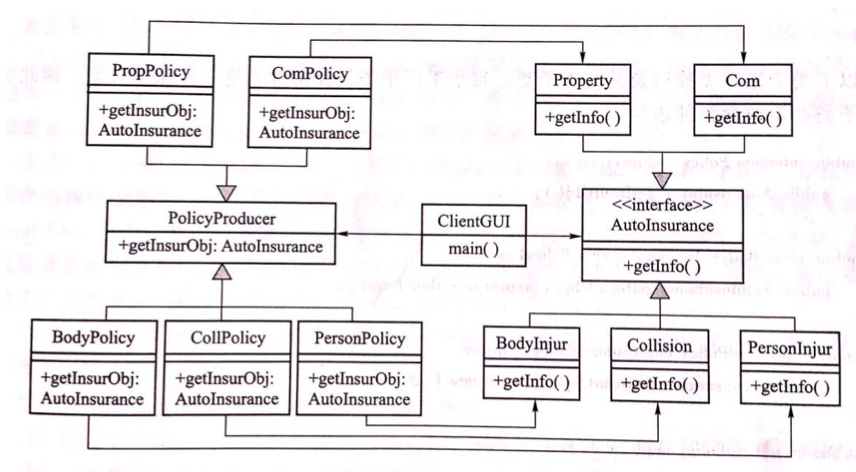 PropPolicy
+getInsurObj:
AutoInsurance
ComPolicy
+getInsurObj:
AutoInsurance
Property
+getInfo( )
Com
+getInfo( )
PolicyProducer
+getInsurObj: AutoInsurance
ClientGUI
main( )
<<interface>>
AutoInsurance
+getInfo( )
BodyPolicy
+getInsurObj:
AutoInsurance
CollPolicy
+getInsurObj:
AutoInsurance
PersonPolicy
+getInsurObj:
AutoInsurance
BodyInjur
+getInfo( )
Collision
+getInfo( )
PersonInjur
+getInfo( )